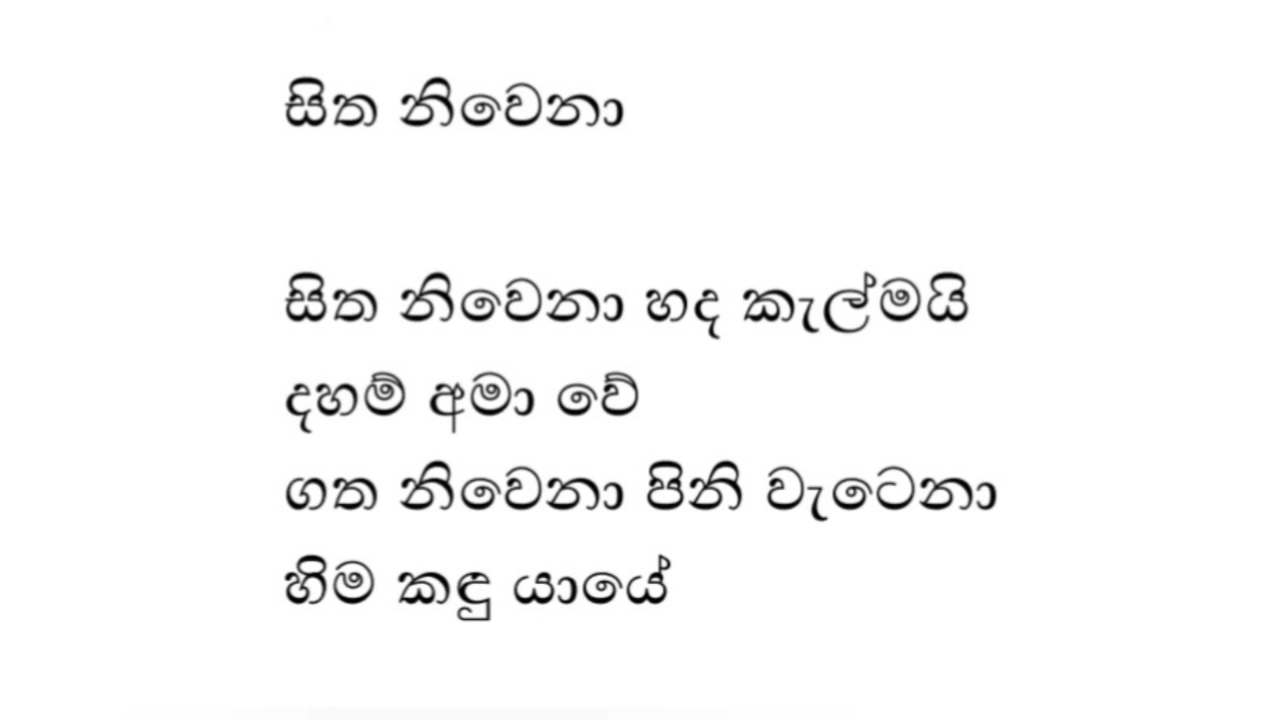 සිත නිවෙනා
සිත නිවෙනා හද කැල්මයි
දහම් අමා වේ
ගත නිවෙනා පිනි වැටෙනා
හිම කඳු යායේ